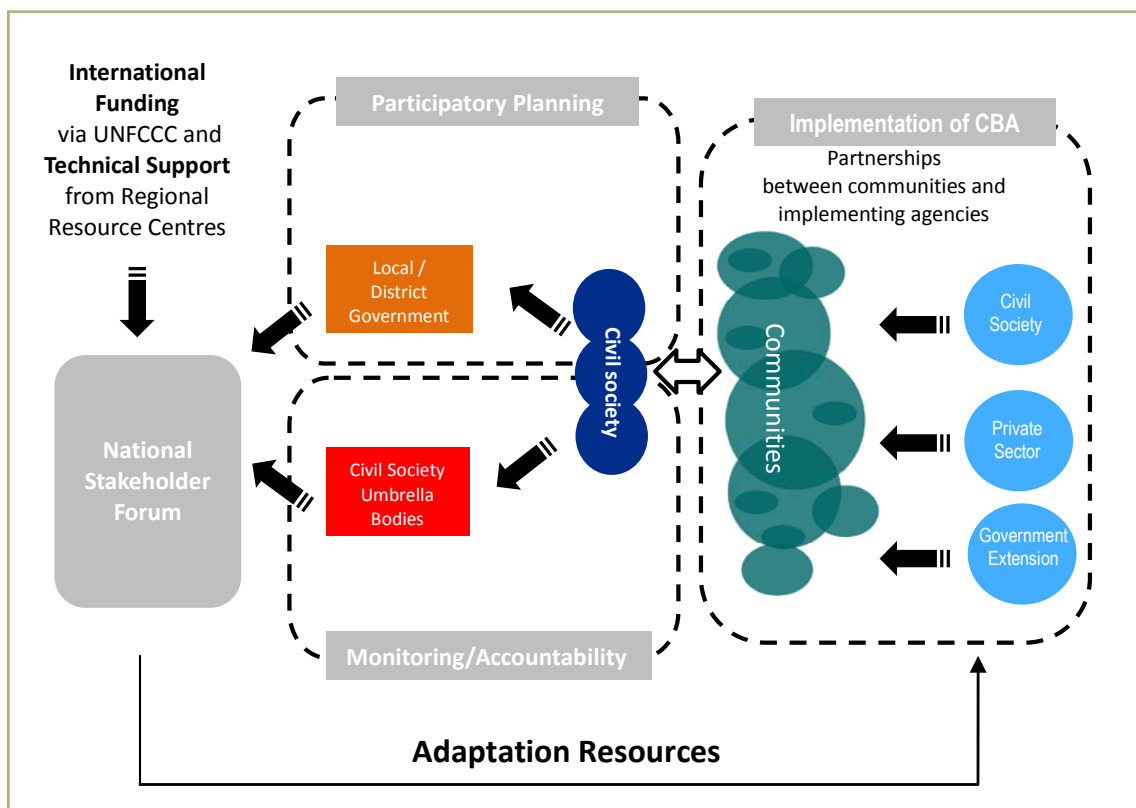 International
Funding
via UNFCCC and
Technical Support
from Regional
Resource Centres
National
Stakeholder
Forum
Participatory Planning
Local /
District
Government
Civil society
Civil Society
Umbrella
Bodies
Monitoring/Accountability
Implementation of CBA
Partnerships
between communities and
implementing agencies
Communities
Civil
Society
Private
Sector
Government
Extension
Adaptation Resources